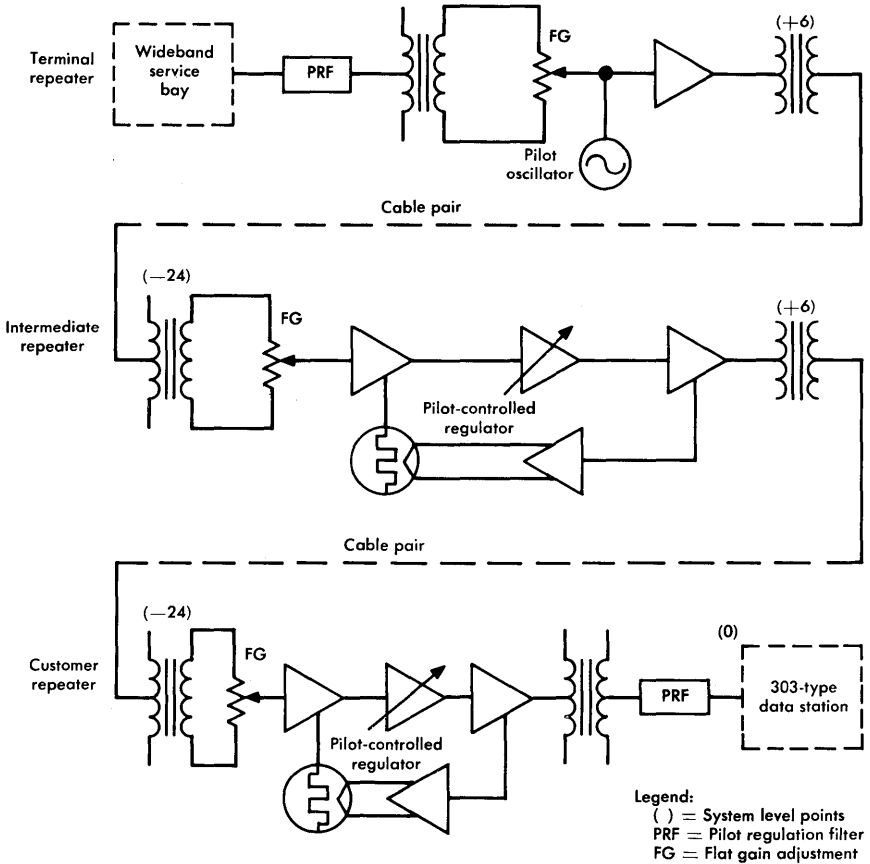 Terminal
repeater
Wideband
service
bay
PRF
FG
(+6)
Pilot
oscillator
Cable pair
(—24)
Intermediate
repeater
FG
(+6)
Pilot-controlled
regulator
Cable pair
(—24)
Customer
repeater
FG
(0)
PRF
303-type
data station
Pilot-controlled
regulator
Legend:
( ) = System level points
PRF = Pilot regulation filter
FG = Flat gain adjustment